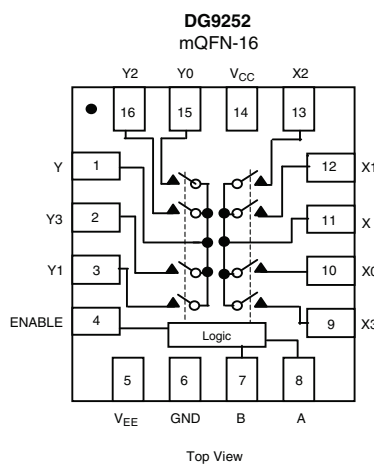 DG9252
mQFN-16
Y2 Y0 VCC X2
16 15 14 13
Y 1 12 X1
2 11 X
Y3
Y1 3 10 X0
ENABLE 4 9 X3
Logic
5 6 7 8
VEE GND B A
Top View